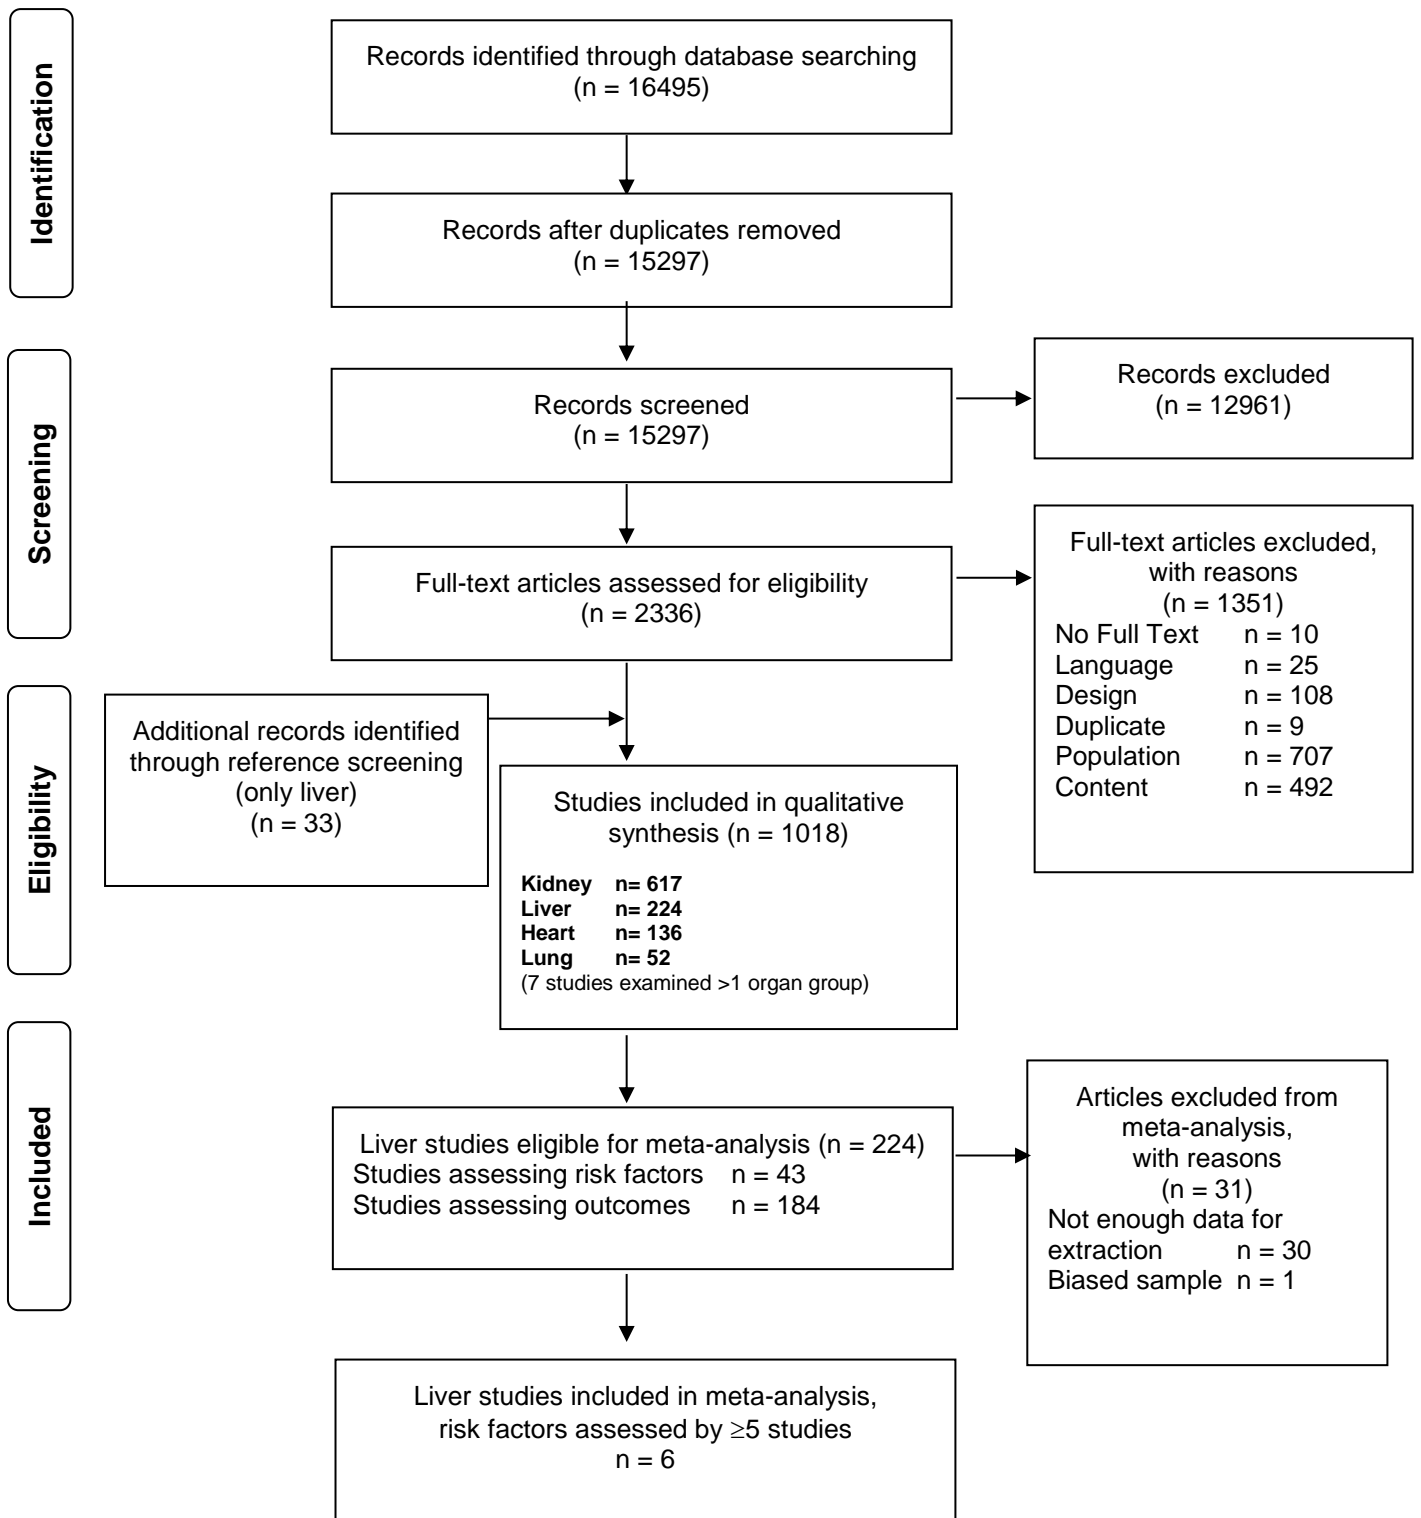 Identification
Records identified through database searching
(n = 16495)
Records after duplicates removed
(n = 15297)
Screening
Records screened
(n = 15297)
Records excluded
(n = 12961)
Full-text articles assessed for eligibility
(n = 2336)
Full-text articles excluded,
with reasons
(n = 1351)
No Full Text n = 10
Language n = 25
Design n = 108
Duplicate n = 9
Population n = 707
Content n = 492
Eligibility
Additional records identified
through reference screening
(only liver)
(n = 33)
Studies included in qualitative
synthesis (n = 1018)
Kidney n= 617
Liver n= 224
Heart n= 136
Lung n= 52
(7 studies examined >1 organ group)
Included
Liver studies eligible for meta-analysis (n = 224)
Studies assessing risk factors n = 43
Studies assessing outcomes n = 184
Articles excluded from
meta-analysis,
with reasons
(n = 31)
Not enough data for
extraction n = 30
Biased sample n = 1
Liver studies included in meta-analysis,
risk factors assessed by ≥5 studies
n = 6